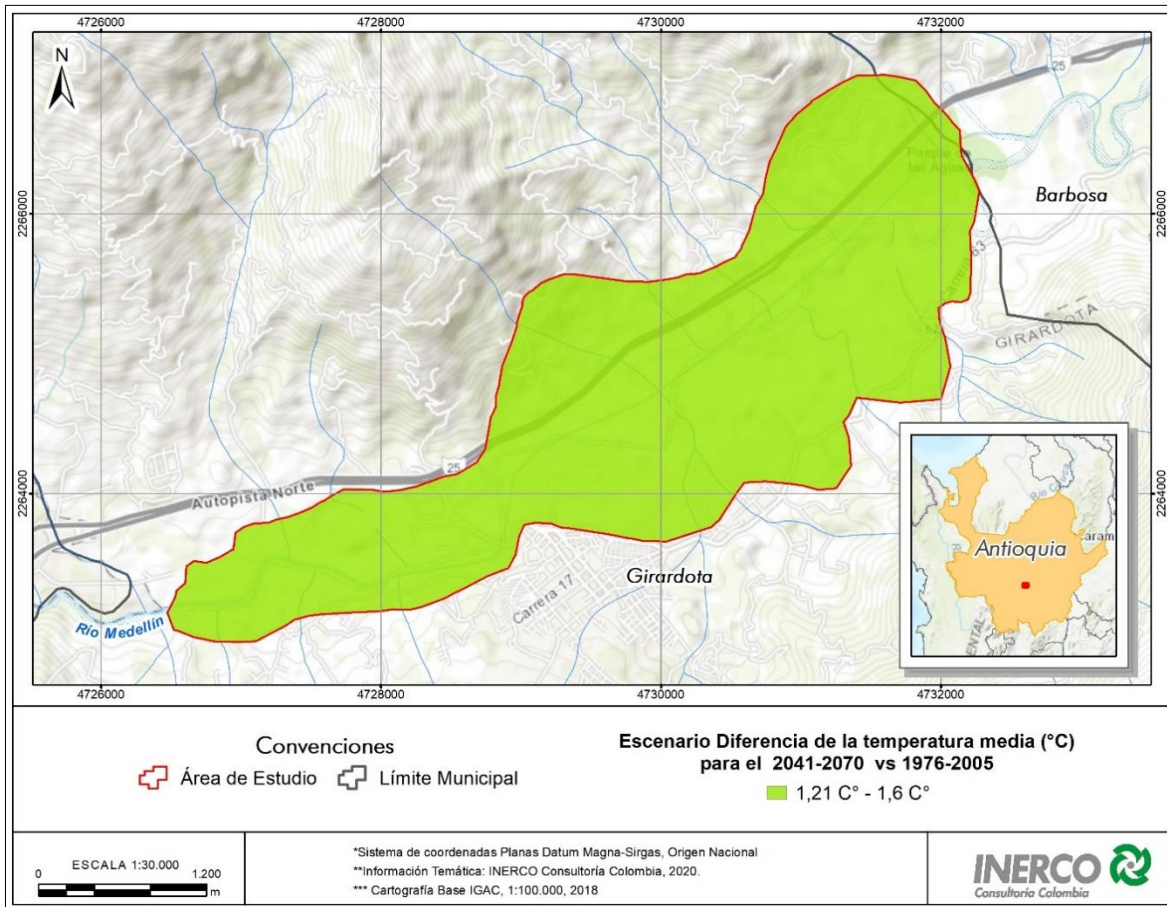 4726000
4728000
4730000
4732000
N
25
Parque de
las Aguas
Barbosa
2266000
2266000
Carrera 63
GIRARDOTA
25
2264000
2264000
Autopista Norte
Antioquia
Girardota
Carrera 17
Río Medellín
ENTAL
4726000
4728000
4730000
4732000
Convenciones
Área de Estudio
Límite Municipal
Escenario Diferencia de la temperatura media (°C)
para el 2041-2070 vs 1976-2005
1,21 C° - 1,6 C°
ESCALA 1:30.000
0 1.200
m
*Sistema de coordenadas Planas Datum Magna-Sirgas, Origen Nacional
**Información Temática: INERCO Consultoría Colombia, 2020.
*** Cartografía Base IGAC, 1:100.000, 2018
INERCO
Consultoría Colombia